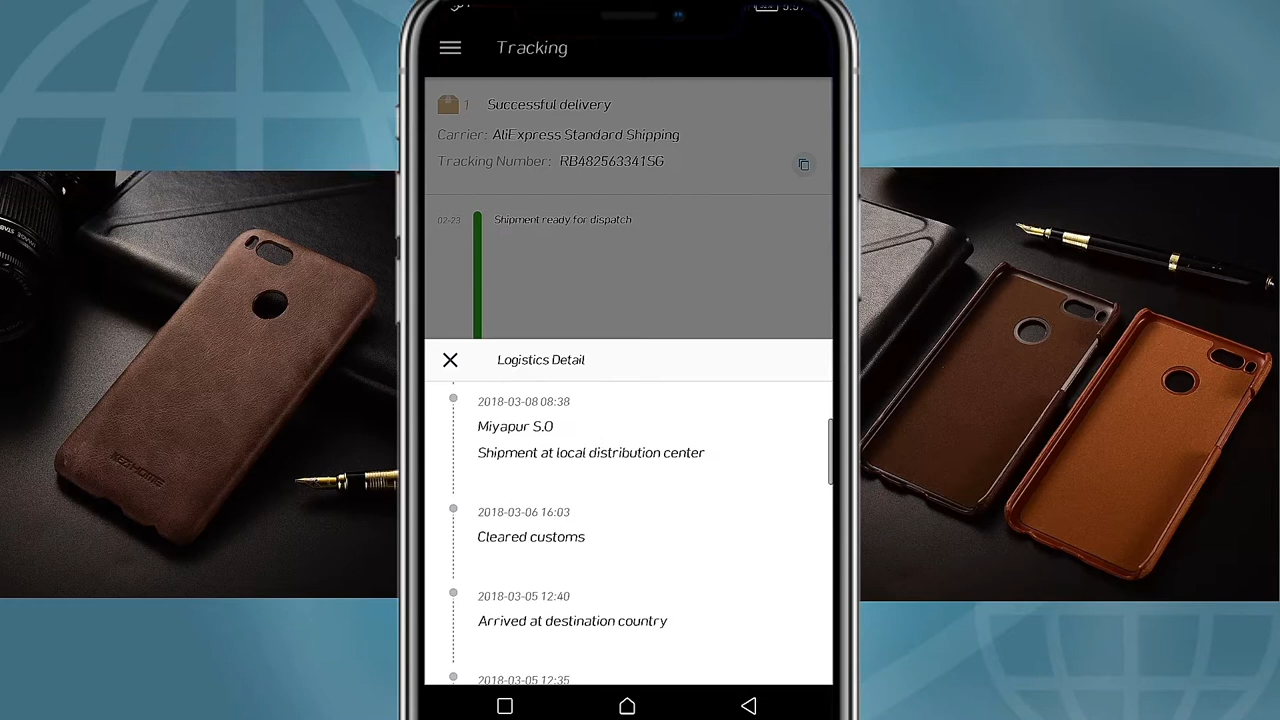 Tracking
1 Successful delivery
Carrier: AliExpress Standard Shipping
Tracking Number: RB482563341SG
02-23 Shipment ready for dispatch
Logistics Detail
2018-03-08 08:38
Miyapur S.O
Shipment at local distribution center
2018-03-06 16:03
Cleared customs
2018-03-05 12:40
Arrived at destination country
2018-03-05 12:35